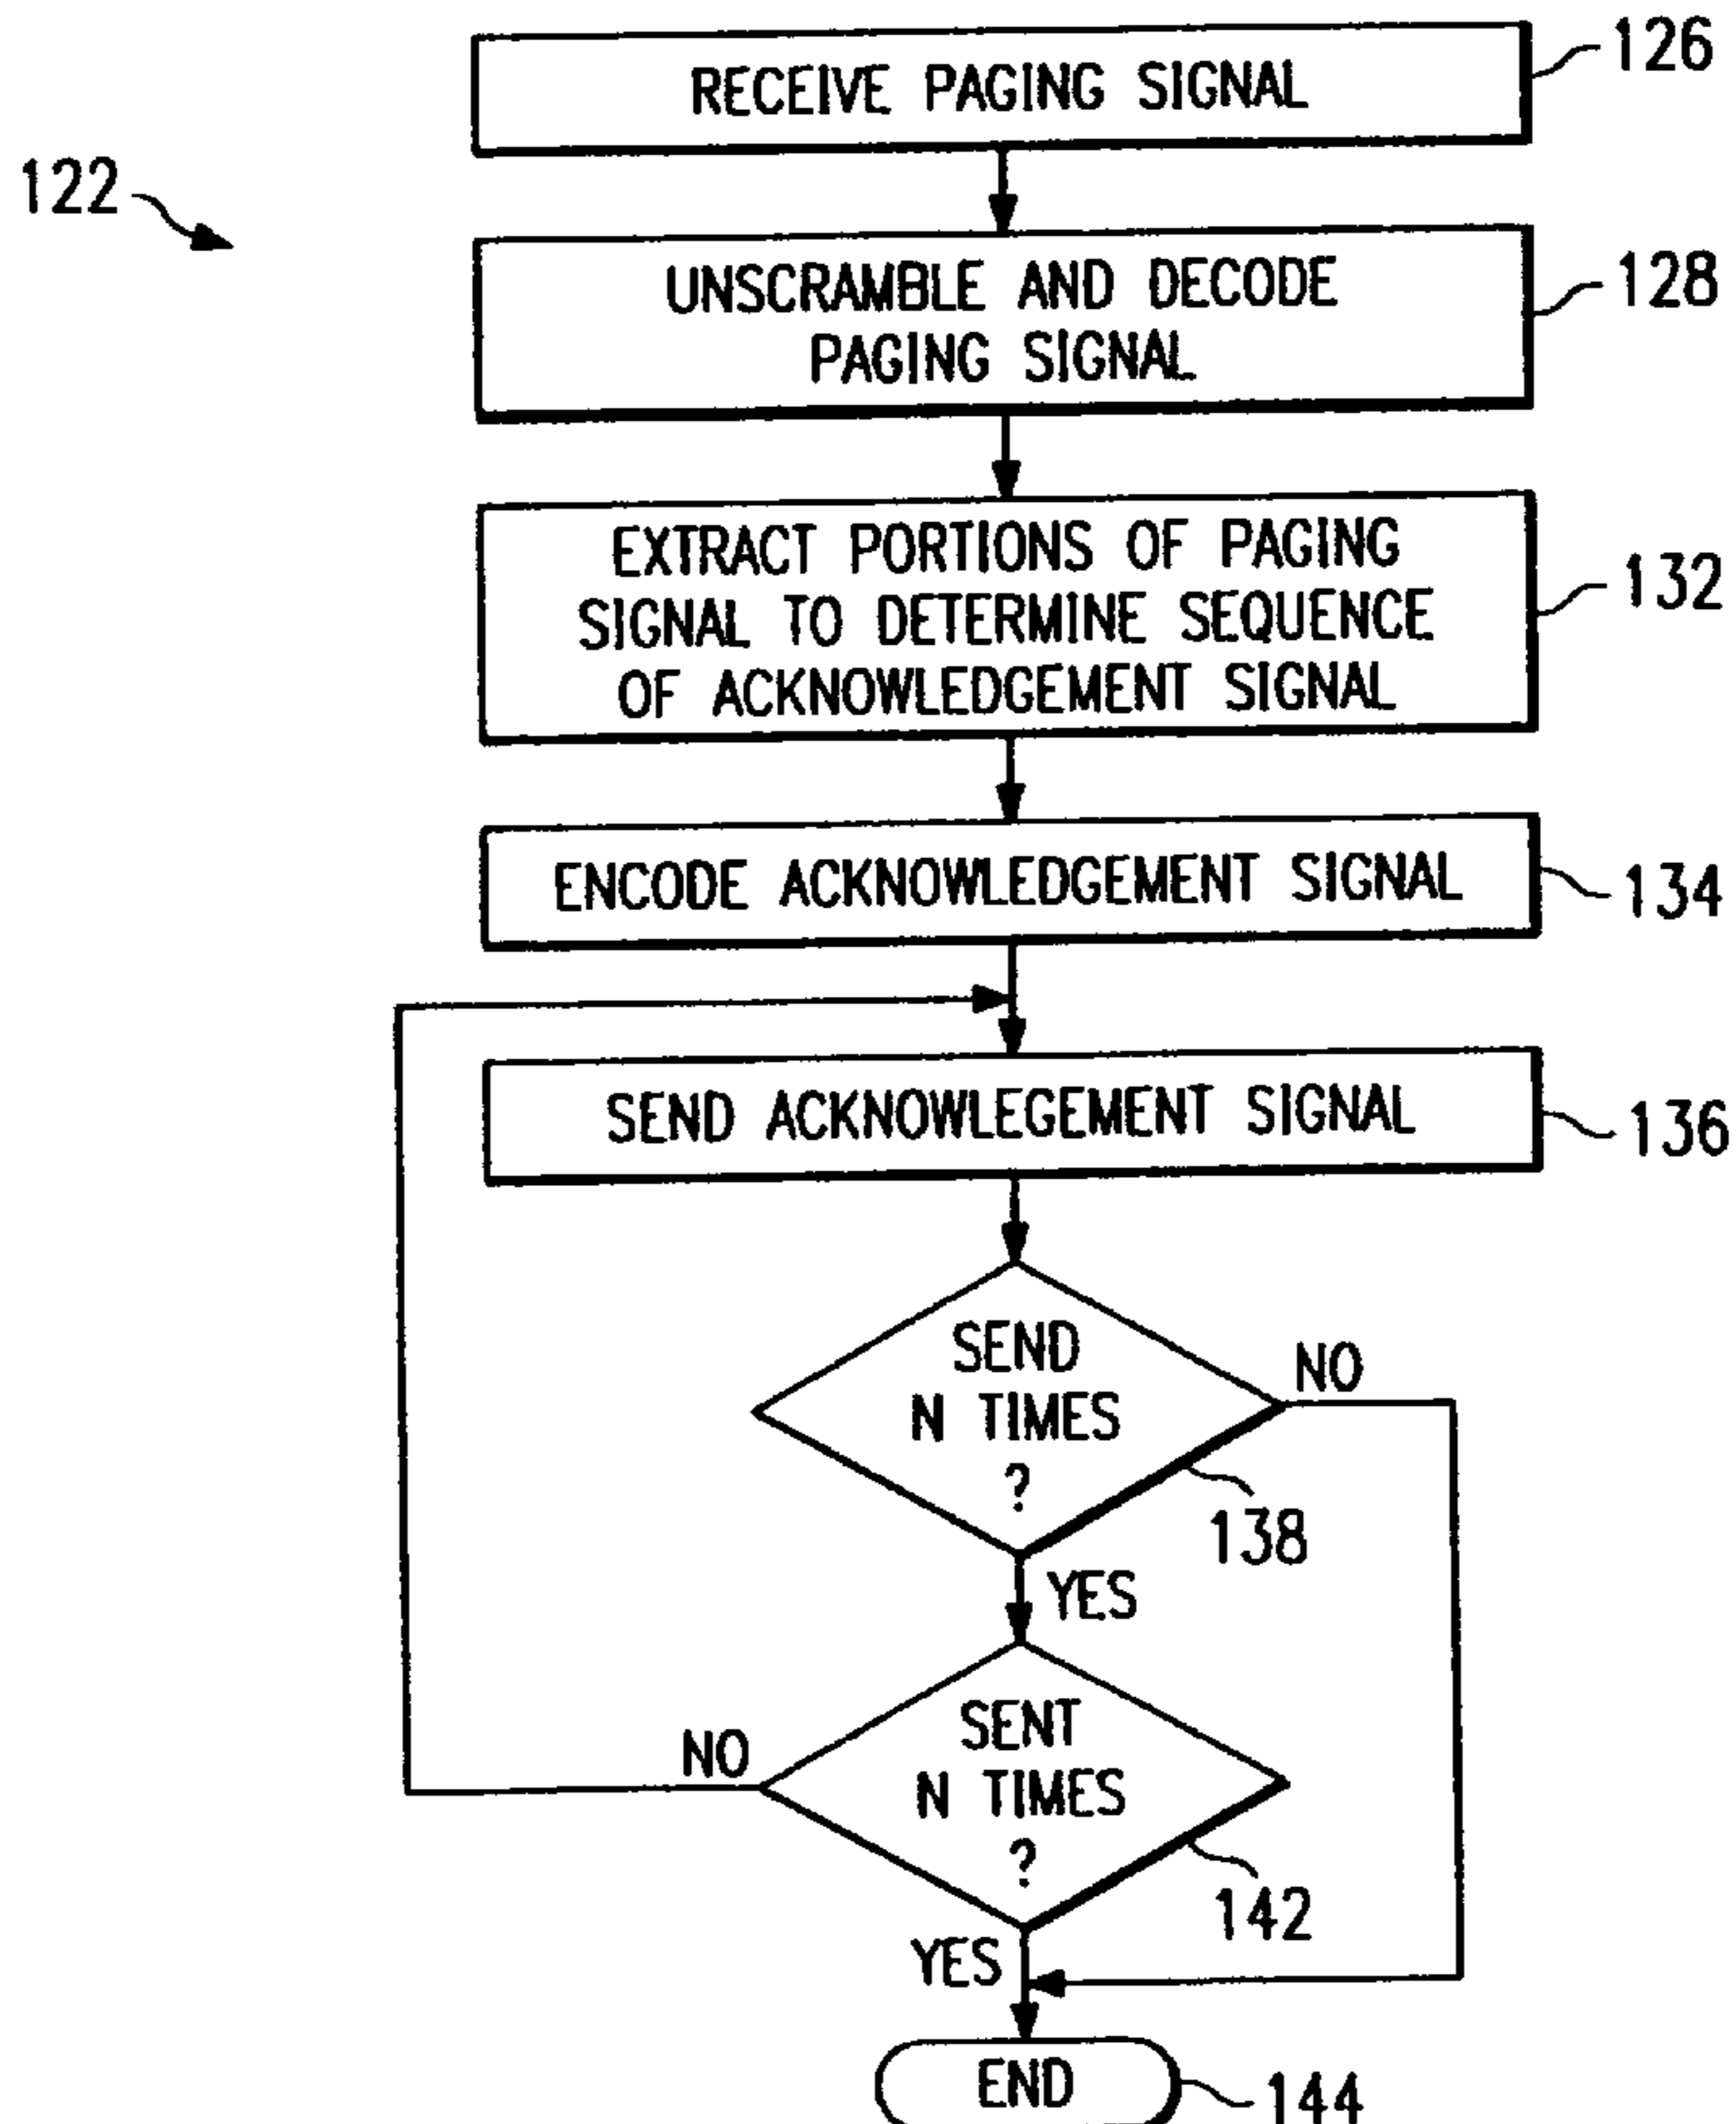 RECEIVE PAGING SIGNAL
126
122
UNSCRAMBLE AND DECODE
PAGING SIGNAL
128
EXTRACT PORTIONS OF PAGING
SIGNAL TO DETERMINE SEQUENCE
OF ACKNOWLEDGEMENT SIGNAL
132
ENCODE ACKNOWLEDGEMENT SIGNAL
134
SEND ACKNOWLEGEMENT SIGNAL
136
SEND
N TIMES
?
NO
138
YES
SENT
N TIMES
?
NO
142
YES
END
144